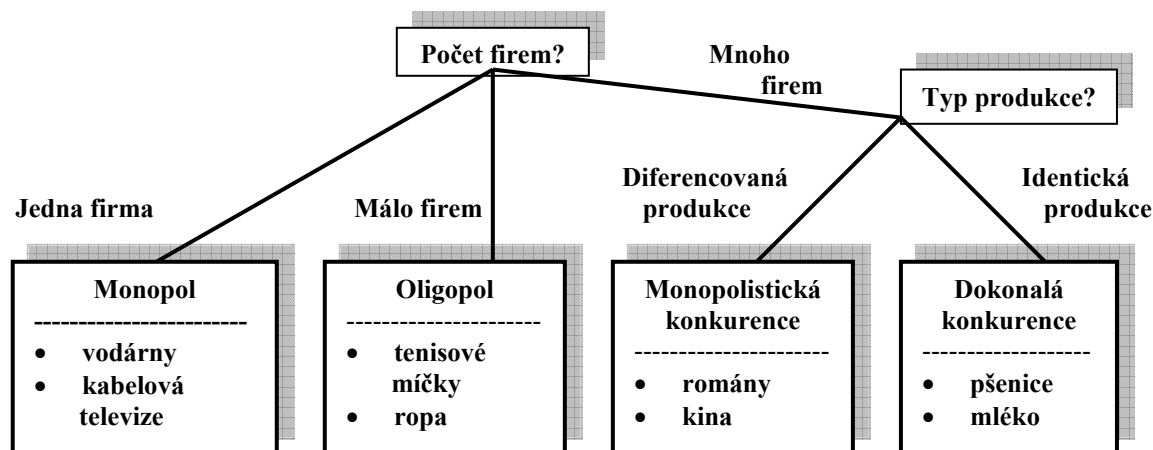 Počet firem?
Mnoho
firem
Typ produkce?
Jedna firma
Málo firem
Diferencovaná
produkce
Identická
produkce
Monopol
------------------------
• vodárny
• kabelová
televize
Oligopol
----------------------
• tenisové
míčky
• ropa
Monopolistická
konkurence
----------------------
• romány
• kina
Dokonalá
konkurence
-------------------
• pšenice
• mléko